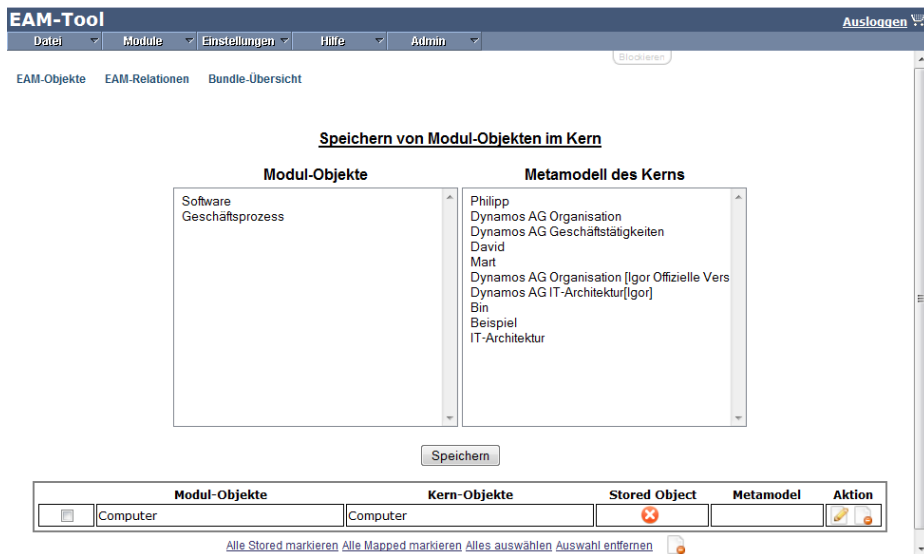 EAM-Tool
Ausloggen
Datei Module Einstellungen Hilfe Admin
Blockieren
EAM-Objekte EAM-Relationen Bundle-Übersicht
Speichern von Modul-Objekten im Kern
Modul-Objekte Metamodell des Kerns
Software
Geschäftsprozess
Philipp
Dynamos AG Organisation
Dynamos AG Geschäftstätigkeiten
David
Mart
Dynamos AG Organisation [Igor Offizielle Vers
Dynamos AG IT-Architektur[Igor]
Bin
Beispiel
IT-Architektur
Speichern
Modul-Objekte Kern-Objekte Stored Object Metamodel Aktion
Computer Computer
Alle Stored markieren Alle Mapped markieren Alles auswählen Auswahl entfernen